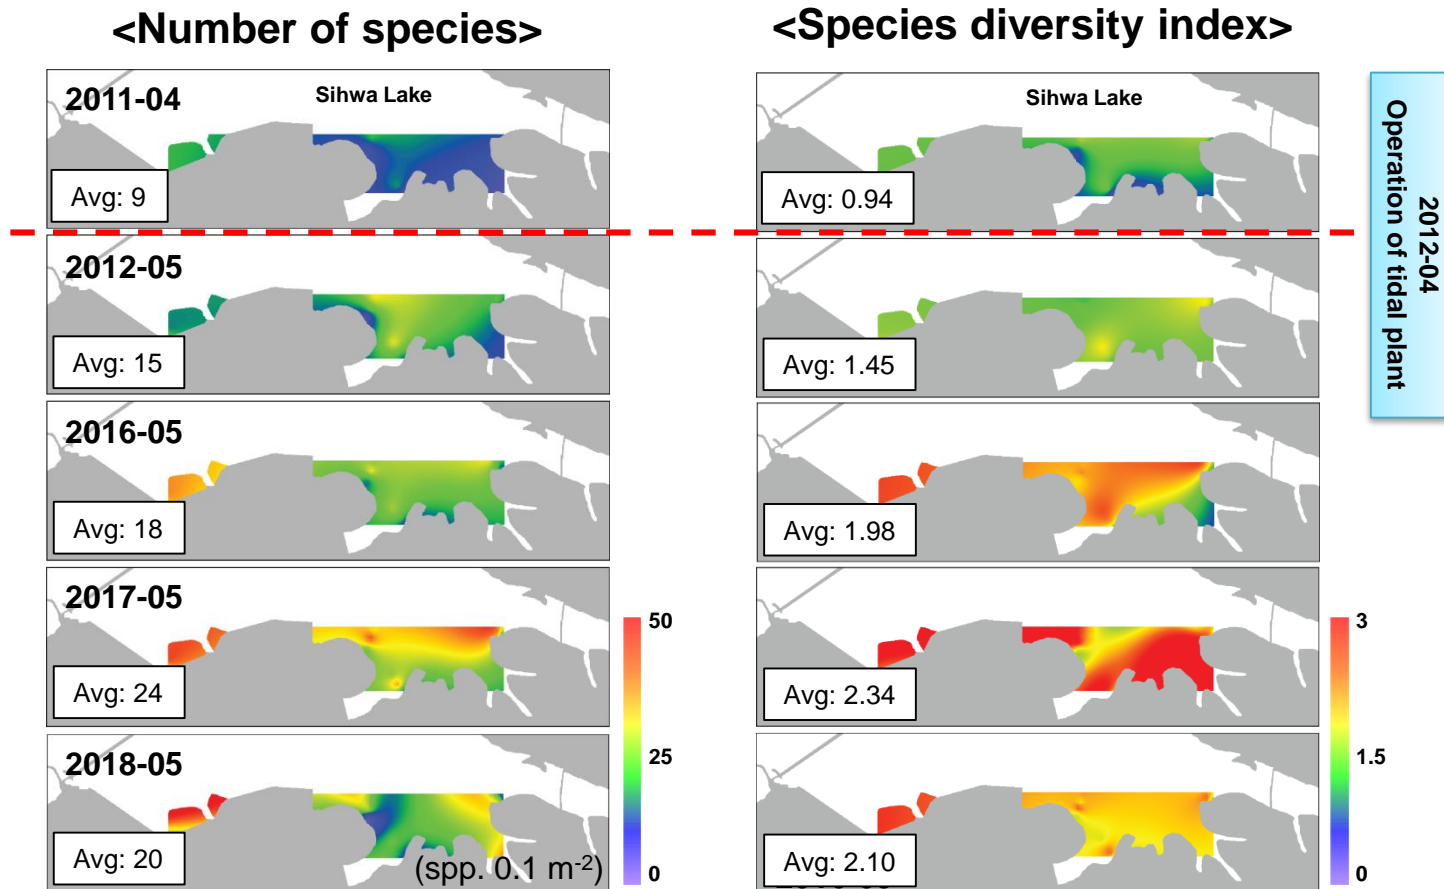 <Number of species>
<Species diversity index>
2011-04
Sihwa Lake
Avg: 9
Sihwa Lake
Avg: 0.94
2012-04
Operation of tidal plant
2012-05
Avg: 15
Avg: 1.45
2016-05
Avg: 18
Avg: 1.98
2017-05
Avg: 24
50
25
0
Avg: 2.34
3
1.5
0
2018-05
Avg: 20
(spp. 0.1 m-2)
Avg: 2.10